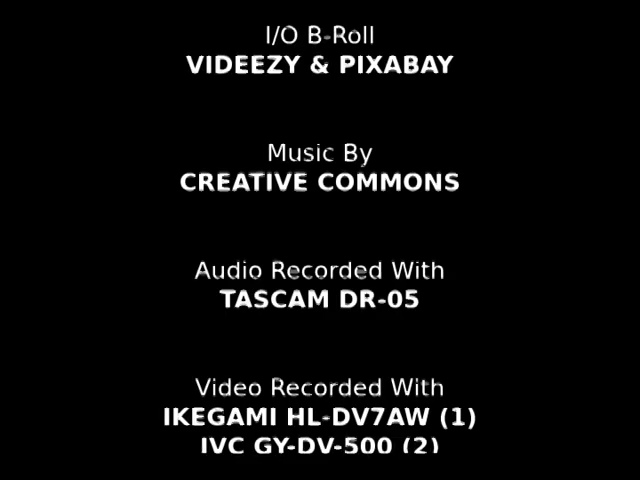 I/O B-Roll
VIDEEZY & PIXABAY
Music By
CREATIVE COMMONS
Audio Recorded With
TASCAM DR-05
Video Recorded With
IKEGAMI HL-DV7AW (1)
JVC GY-DV-500 (2)